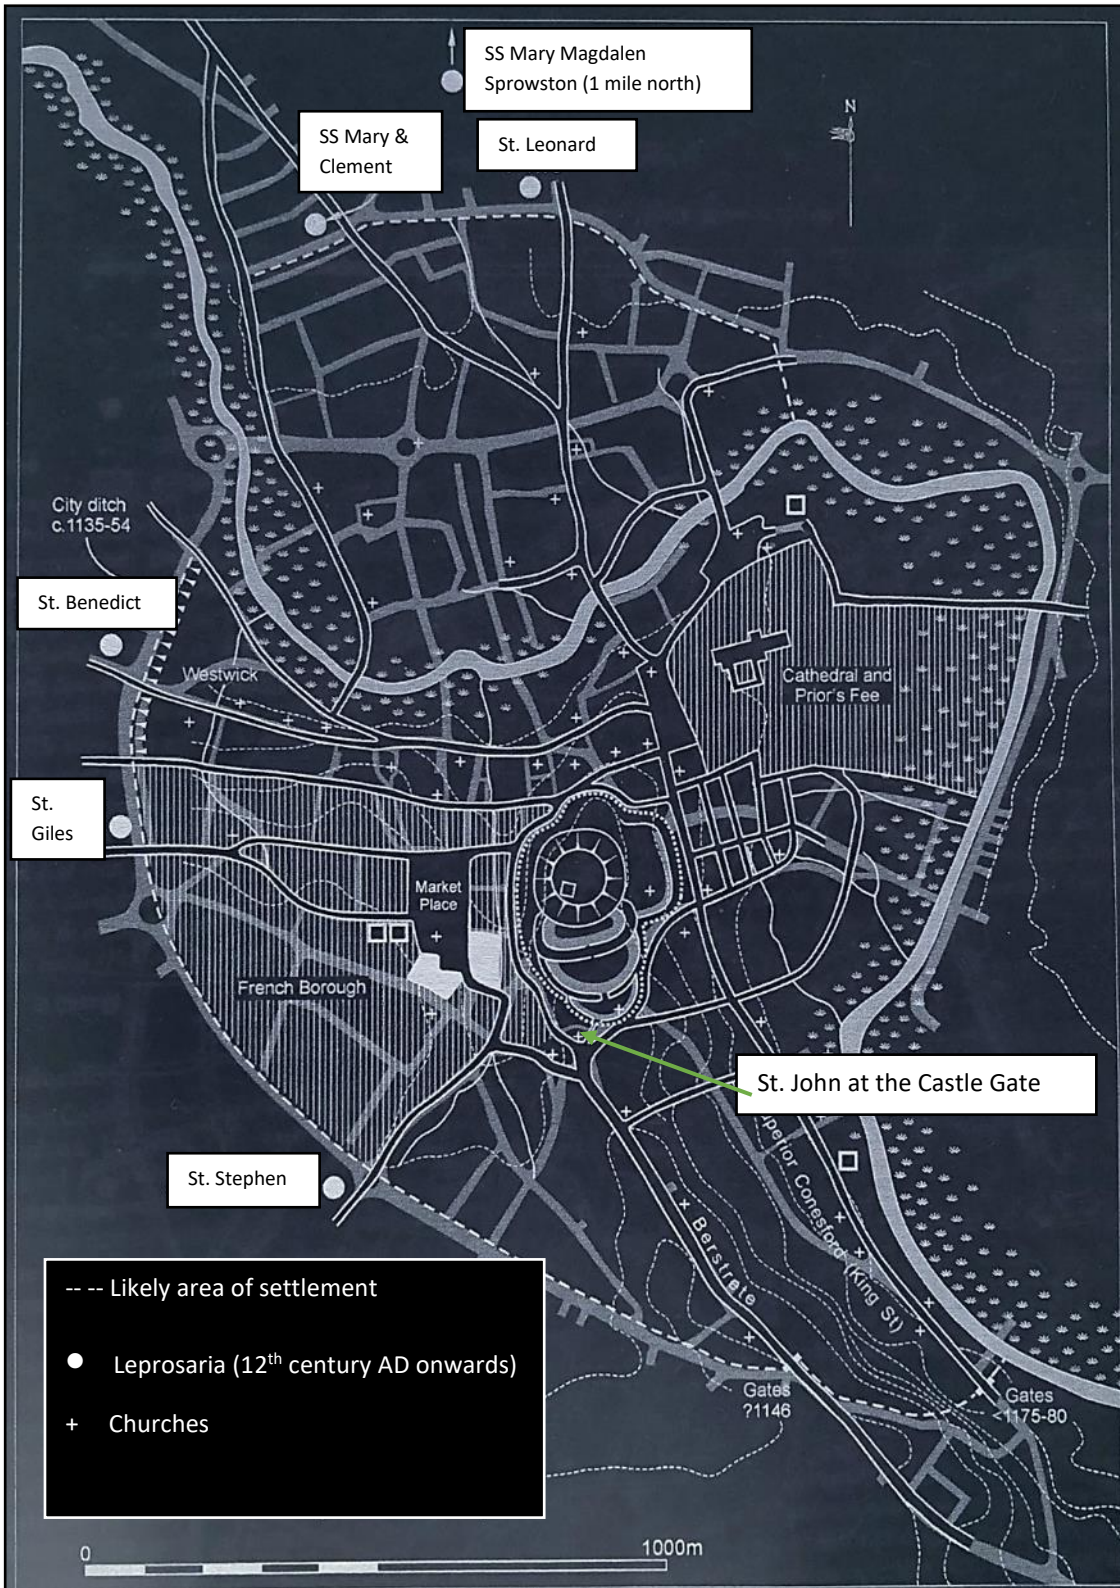 SS Mary Magdalen
Sprowston (1 mile north)
SS Mary &
Clement
St. Leonard
N
City ditch
c.1135-54
St. Benedict
Westwick
Cathedral and
Prior's Fee
St.
Giles
Market
Place
French Borough
St. John at the Castle Gate
St. Stephen
Superior Conesford (King St)
Berstrete
-- -- Likely area of settlement
Leprosaria (12th century AD onwards)
+ Churches
Gates
?1146
Gates
<1175-80
0
1000m